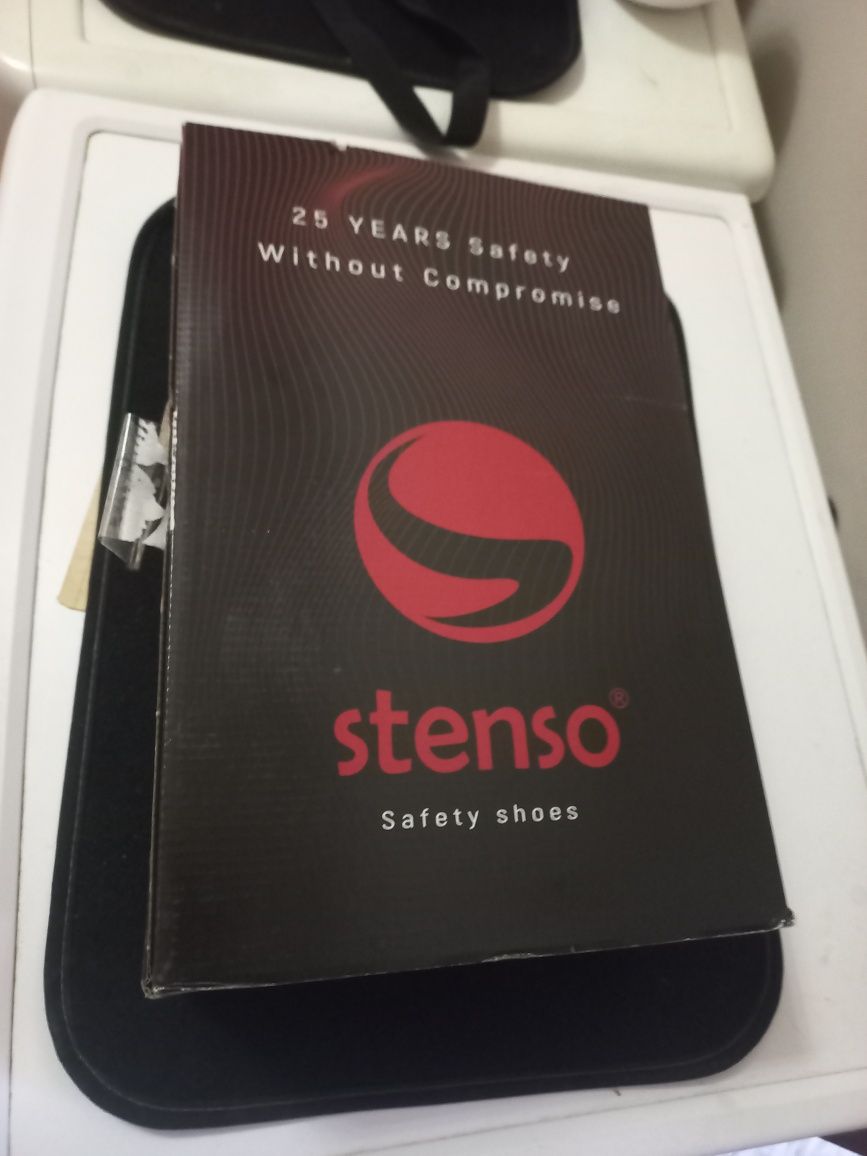 25 YEARS Safety
Without Compromise
stenso®
Safety shoes